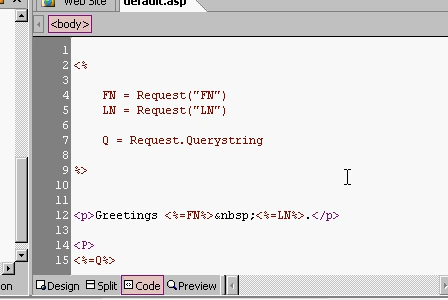 Web Site default.asp
<body>
1
2 <%
3
4 FN = Request("FN")
5 LN = Request("LN")
6
7 Q = Request.Querystring
8
9 %>
10
11
12 <p>Greetings <%=FN%>&nbsp;<%=LN%>.</p>
13
14 <P>
15 <%=Q%>
on Design Split Code Preview